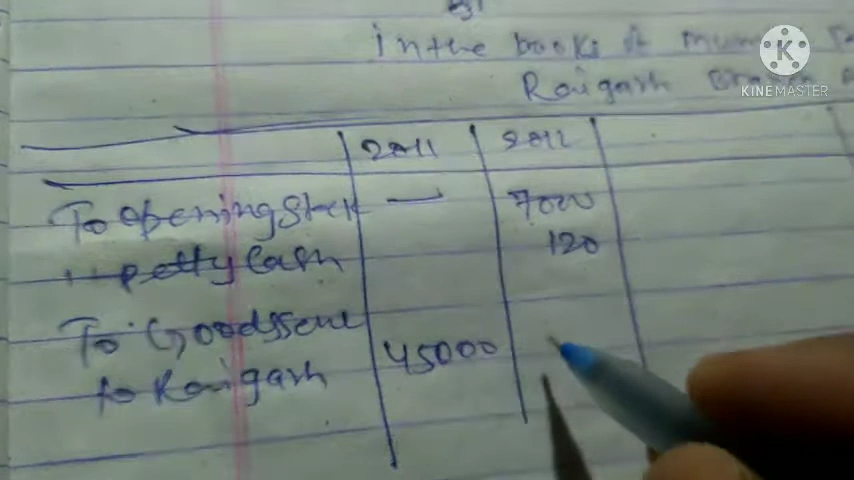 In the books of
KINEMASTER
Raigarh Branch
2011 2012
To opening Stock — 7000
" petty Cash 120
To Goods sent
to Raigarh 45000